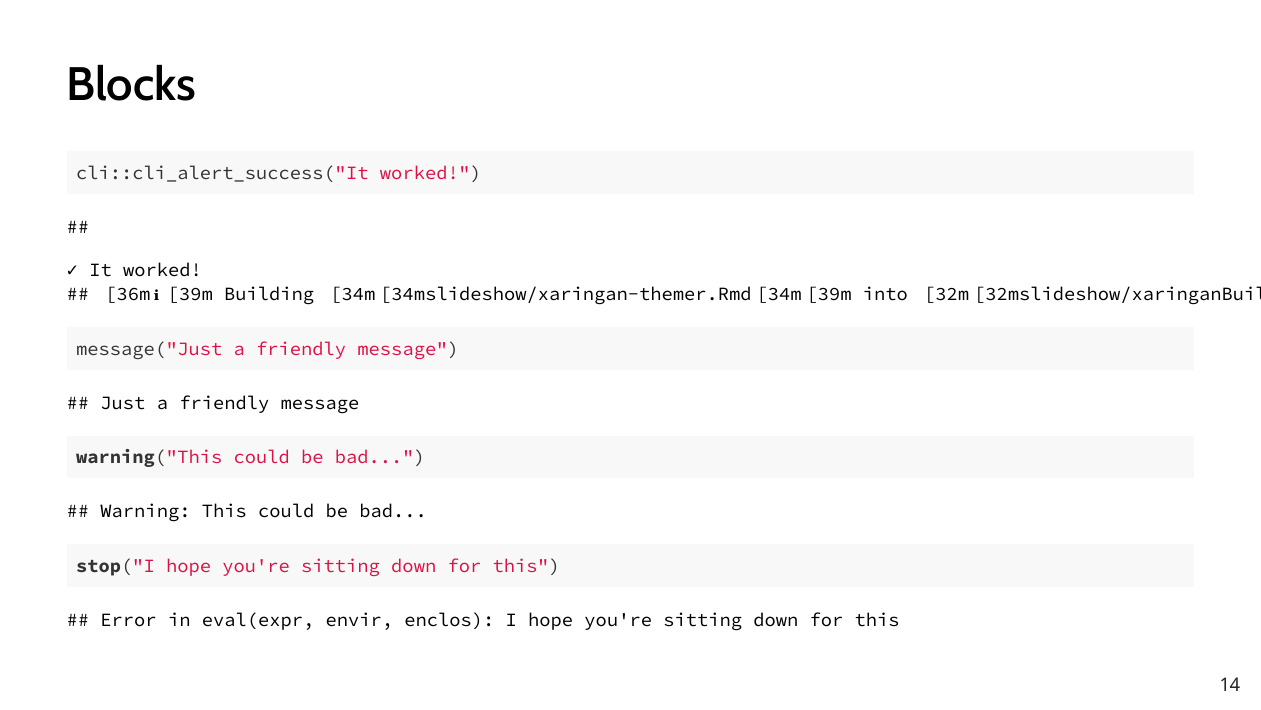 Blocks
cli::cli_alert_success("It worked!")
##
✓ It worked!
## [36mℹ [39m Building [34m [34mslideshow/xaringan-themer.Rmd [34m [39m into [32m [32mslideshow/xaringanBuil
message("Just a friendly message")
## Just a friendly message
warning("This could be bad...")
## Warning: This could be bad...
stop("I hope you're sitting down for this")
## Error in eval(expr, envir, enclos): I hope you're sitting down for this
14